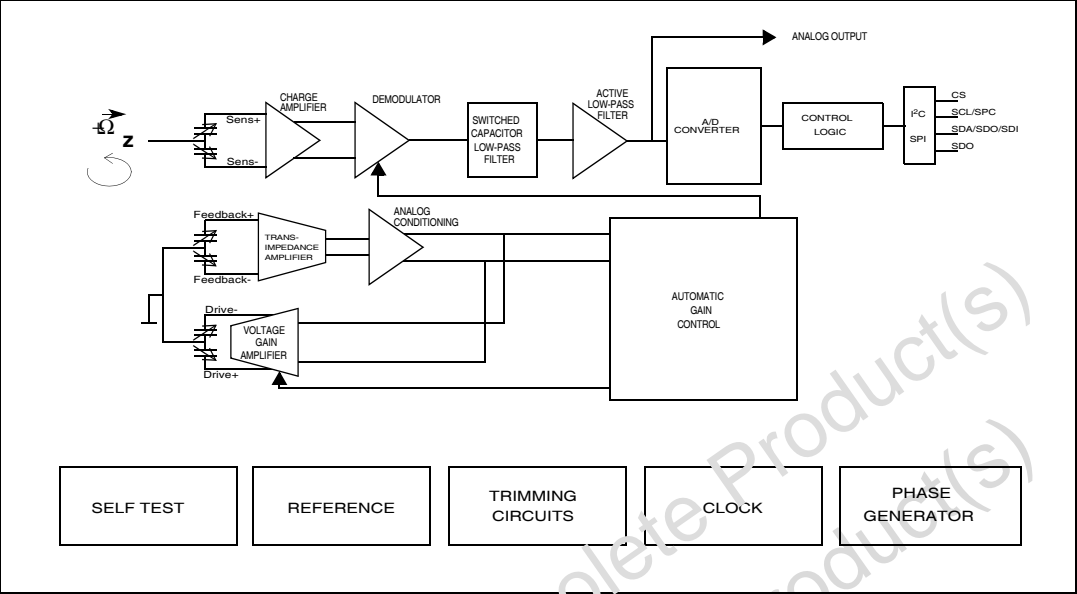 ANALOG OUTPUT
CHARGE
AMPLIFIER
DEMODULATOR
SWITCHED
CAPACITOR
LOW-PASS
FILTER
ACTIVE
LOW-PASS
FILTER
A/D
CONVERTER
CONTROL
LOGIC
I²C
SPI
CS
SCL/SPC
SDA/SDO/SDI
SDO
+Ω
z
Sens+
Sens-
Feedback+
TRANS-
IMPEDANCE
AMPLIFIER
Feedback-
ANALOG
CONDITIONING
AUTOMATIC
GAIN
CONTROL
Drive-
VOLTAGE
GAIN
AMPLIFIER
Drive+
SELF TEST
REFERENCE
TRIMMING
CIRCUITS
CLOCK
PHASE
GENERATOR
Product(s)